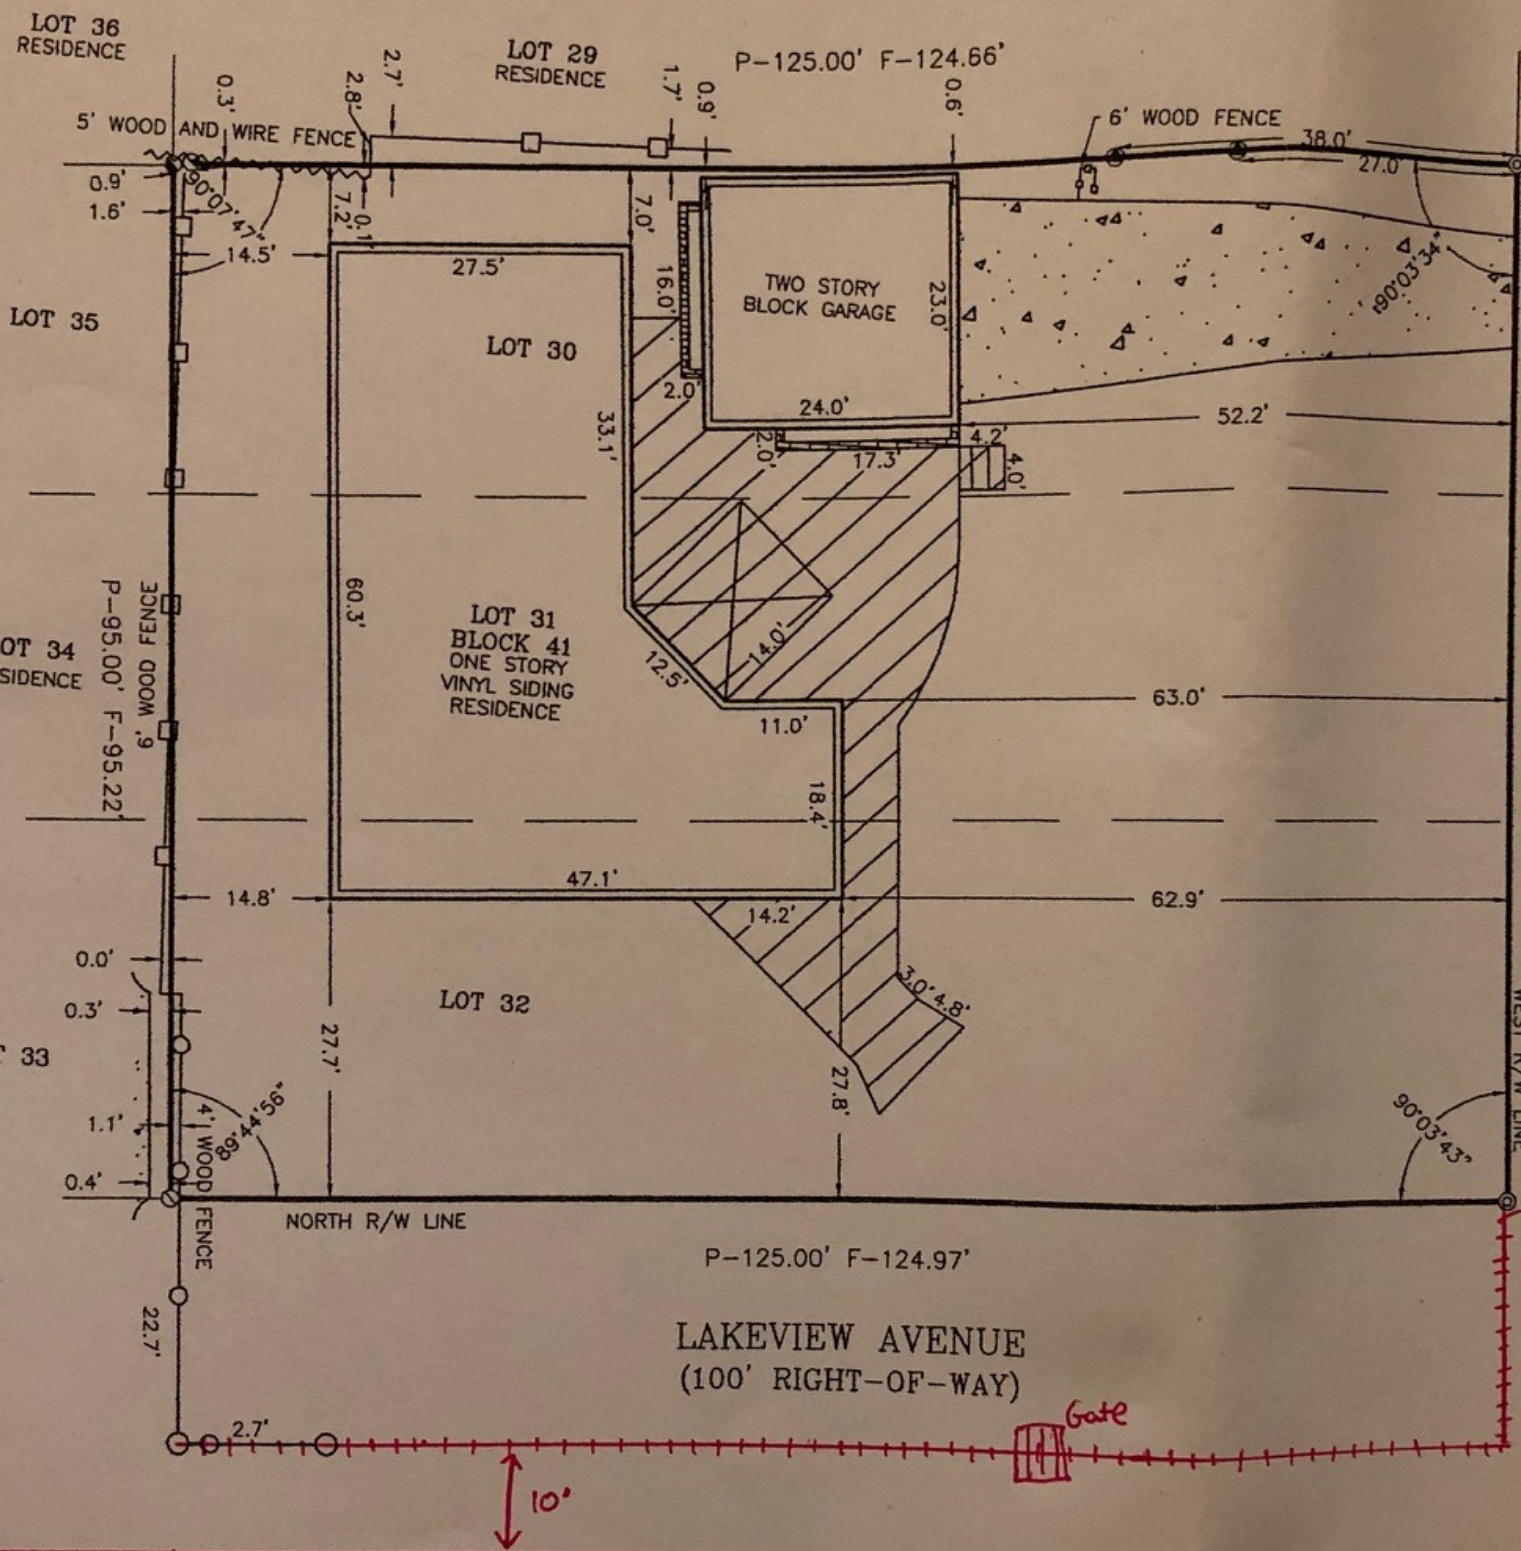 LOT 36
RESIDENCE
LOT 29
RESIDENCE
P-125.00' F-124.66'
0.3'
2.8'
2.7'
1.7'
0.9'
0.6'
5' WOOD AND WIRE FENCE
6' WOOD FENCE
38.0'
27.0'
0.9'
1.6'
90°07'47"
7.2'
0.1'
7.0'
14.5'
27.5'
16.0'
TWO STORY
BLOCK GARAGE
23.0'
90°03'34"
LOT 35
LOT 30
2.0'
24.0'
52.2'
33.1'
2.0'
17.3'
4.2'
4.0'
60.3'
6' WOOD FENCE
P-95.00' F-95.22'
LOT 31
BLOCK 41
ONE STORY
VINYL SIDING
RESIDENCE
OT 34
SIDENCE
12.5'
14.0'
11.0'
63.0'
18.4'
47.1'
14.8'
14.2'
62.9'
0.0'
0.3'
LOT 32
3.0'
4.8'
WEST R/W LINE
T 33
27.7'
27.8'
1.1'
0.4'
4' WOOD FENCE
89°44'56"
90°03'43"
NORTH R/W LINE
P-125.00' F-124.97'
22.7'
LAKEVIEW AVENUE
(100' RIGHT-OF-WAY)
Gate
2.7'
10'